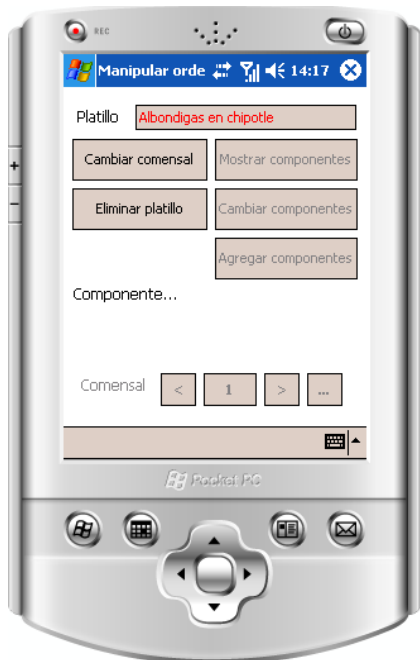 REC
Manipular orde 14:17
Platillo Albondigas en chipotle
Cambiar comensal Mostrar componentes
Eliminar platillo Cambiar componentes
Agregar componentes
Componente...
Comensal < 1 > ...
Pocket PC
+
-